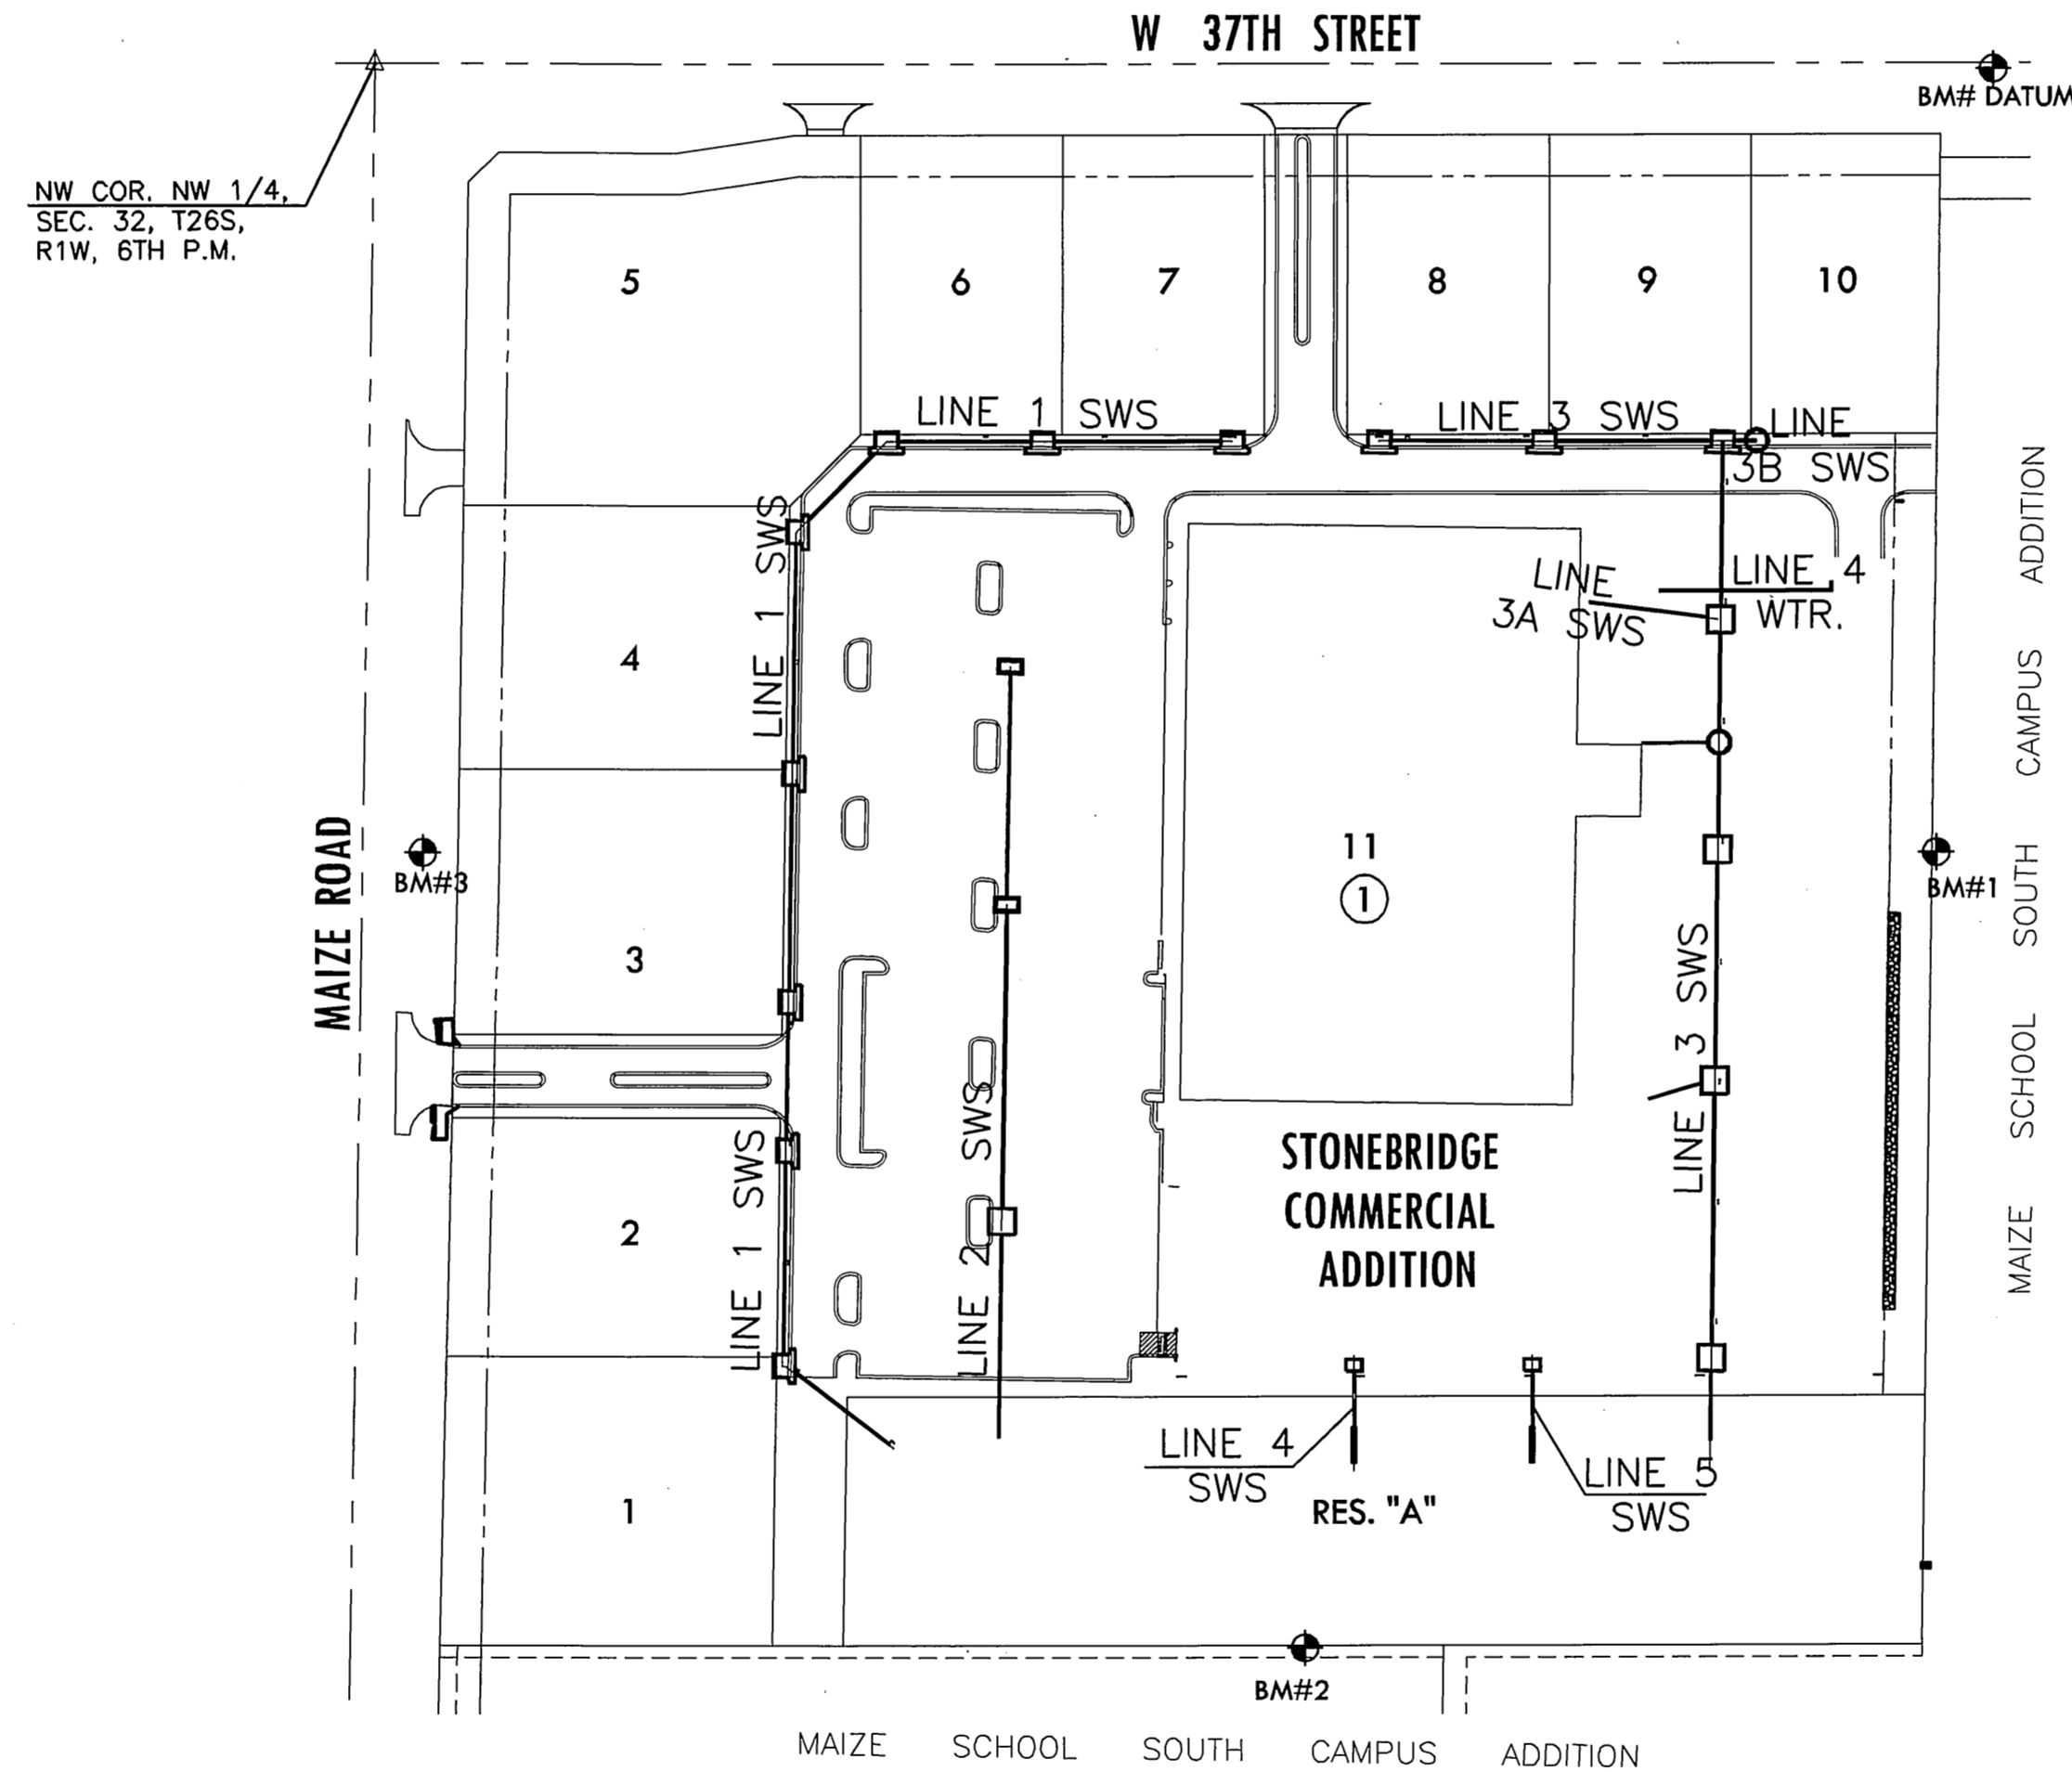 W 37TH STREET
BM# DATUM
NW COR. NW 1/4,
SEC. 32, T26S,
R1W, 6TH P.M.
5
6
7
8
9
10
LINE 1 SWS
LINE 3 SWS
LINE
3B SWS
LINE 1 SWS
LINE
3A SWS
LINE 4
WTR.
4
MAIZE ROAD
BM#3
3
11
1
BM#1
LINE 3 SWS
MAIZE SCHOOL SOUTH CAMPUS ADDITION
LINE 1 SWS
2
LINE 2 SWS
STONEBRIDGE
COMMERCIAL
ADDITION
LINE 4
SWS
LINE 5
SWS
RES. "A"
1
BM#2
MAIZE SCHOOL SOUTH CAMPUS ADDITION